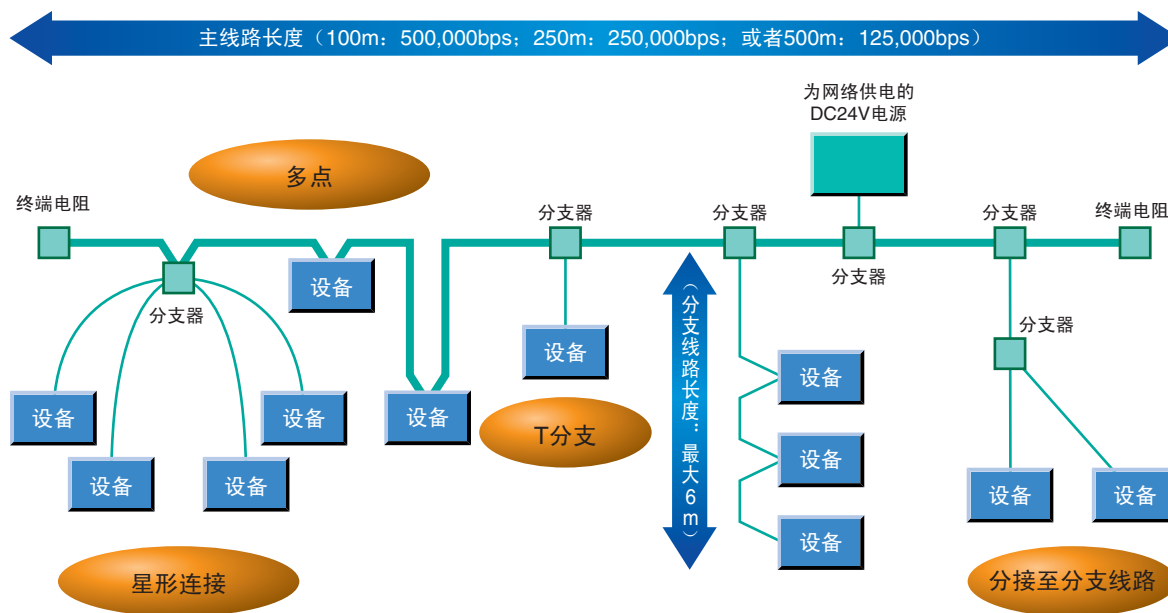 主线路长度（100m：500,000bps；250m：250,000bps；或者500m：125,000bps）
为网络供电的
DC24V电源
多点
终端电阻
分支器
分支器
分支器
终端电阻
设备
分支器
分支器
（分支线路长度：最大6m）
分支器
设备
设备
设备
设备
设备
T分支
设备
设备
设备
设备
设备
设备
设备
星形连接
分接至分支线路